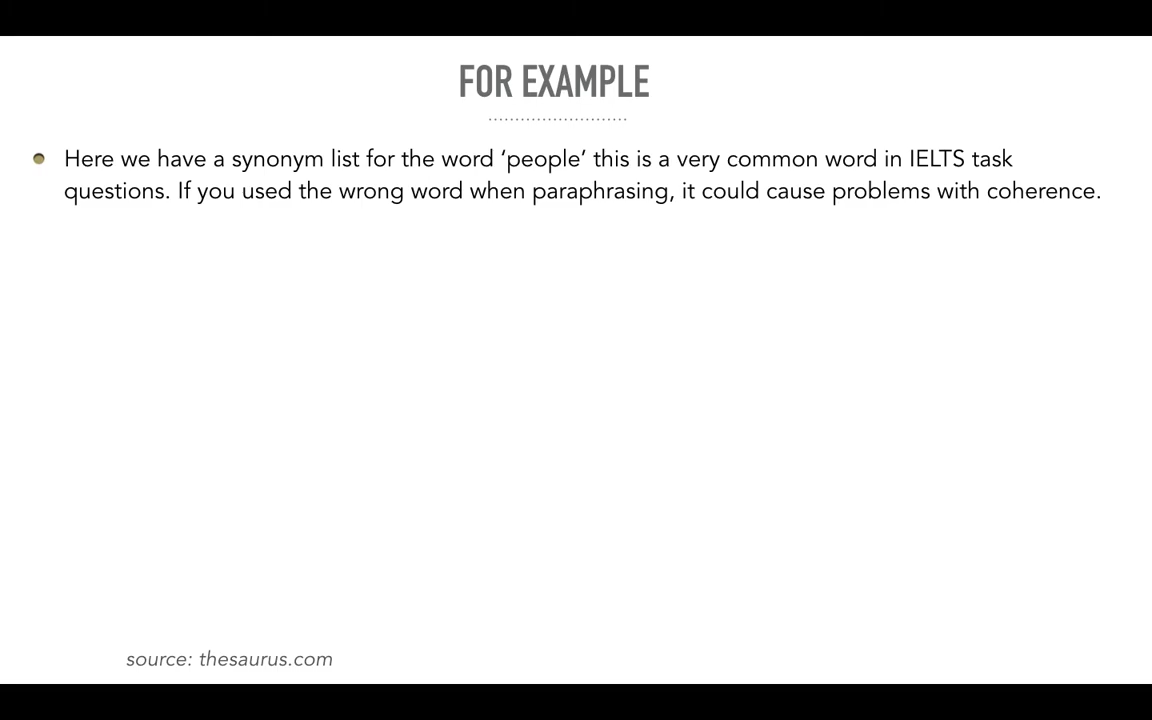 FOR EXAMPLE
Here we have a synonym list for the word ‘people’ this is a very common word in IELTS task
questions. If you used the wrong word when paraphrasing, it could cause problems with coherence.
source: thesaurus.com